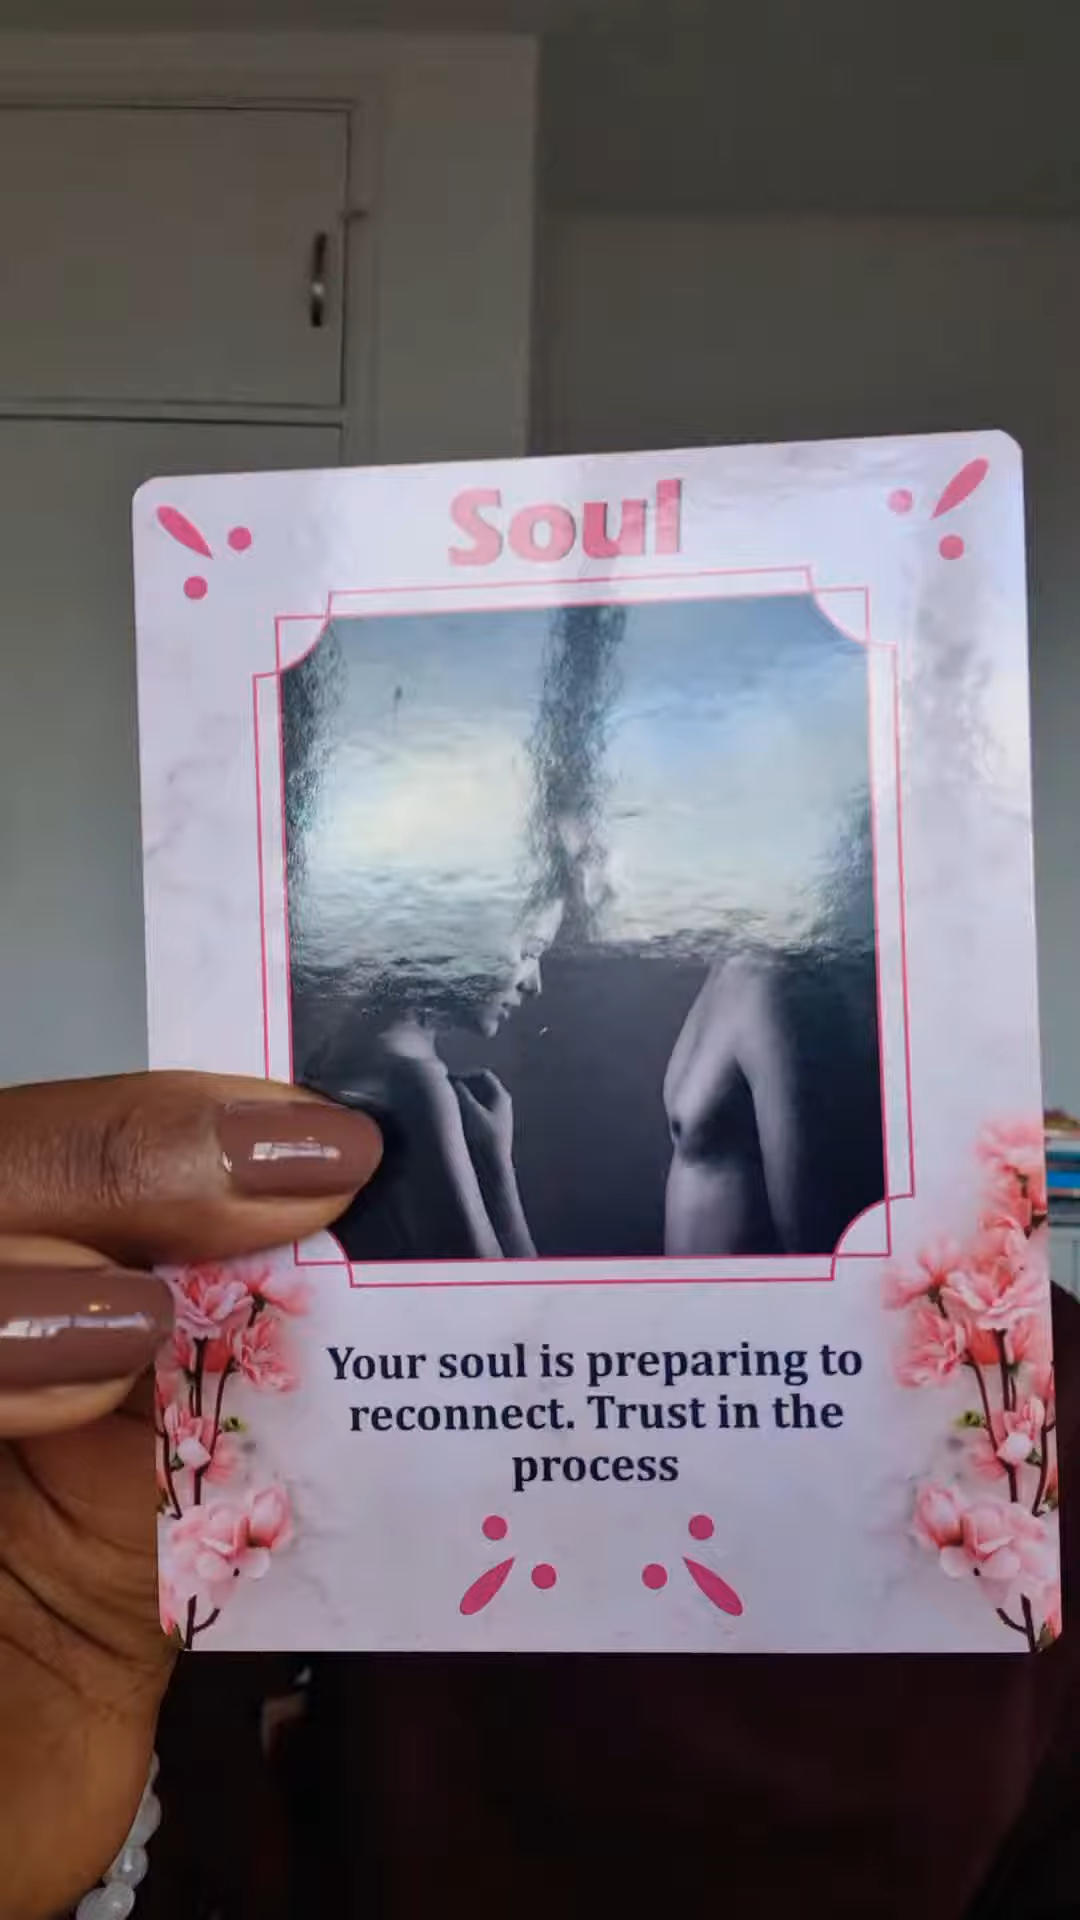 Soul
Your soul is preparing to
reconnect. Trust in the
process